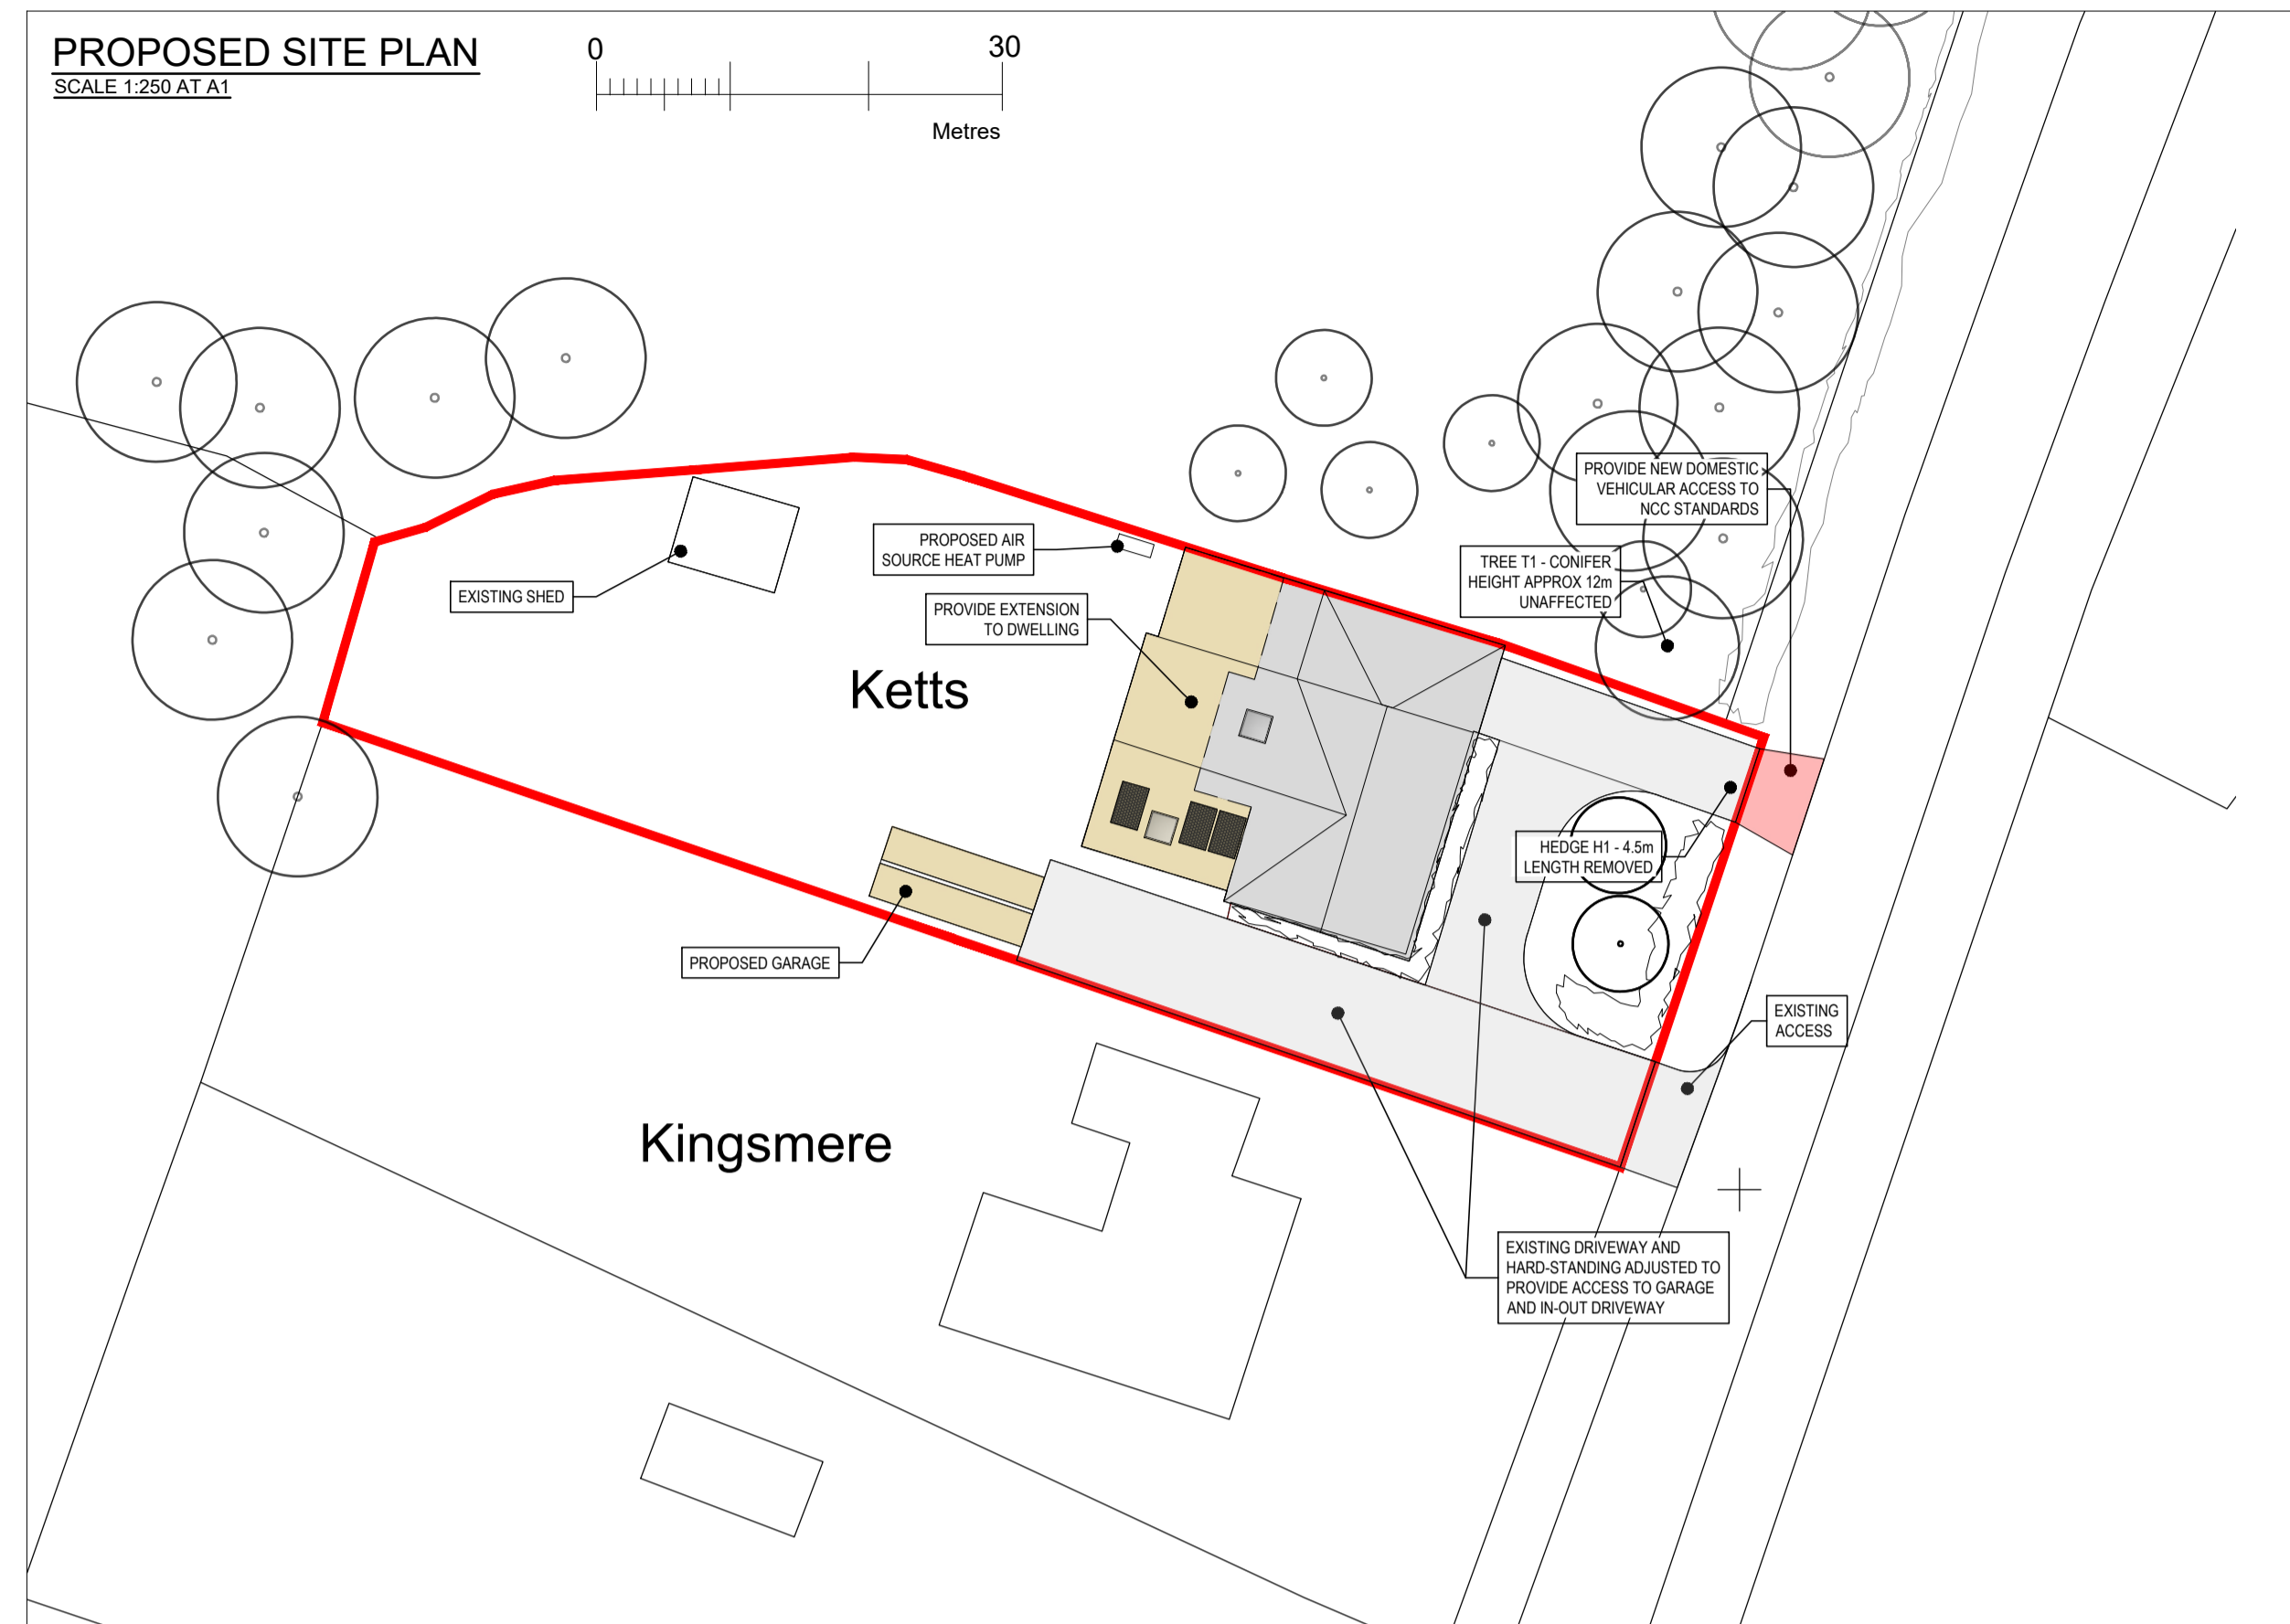 PROPOSED SITE PLAN
SCALE 1:250 AT A1
0
30
Metres
PROVIDE NEW DOMESTIC
VEHICULAR ACCESS TO
NCC STANDARDS
PROPOSED AIR
SOURCE HEAT PUMP
TREE T1 - CONIFER
HEIGHT APPROX 12m
UNAFFECTED
EXISTING SHED
PROVIDE EXTENSION
TO DWELLING
Ketts
HEDGE H1 - 4.5m
LENGTH REMOVED
PROPOSED GARAGE
EXISTING
ACCESS
Kingsmere
EXISTING DRIVEWAY AND
HARD-STANDING ADJUSTED TO
PROVIDE ACCESS TO GARAGE
AND IN-OUT DRIVEWAY